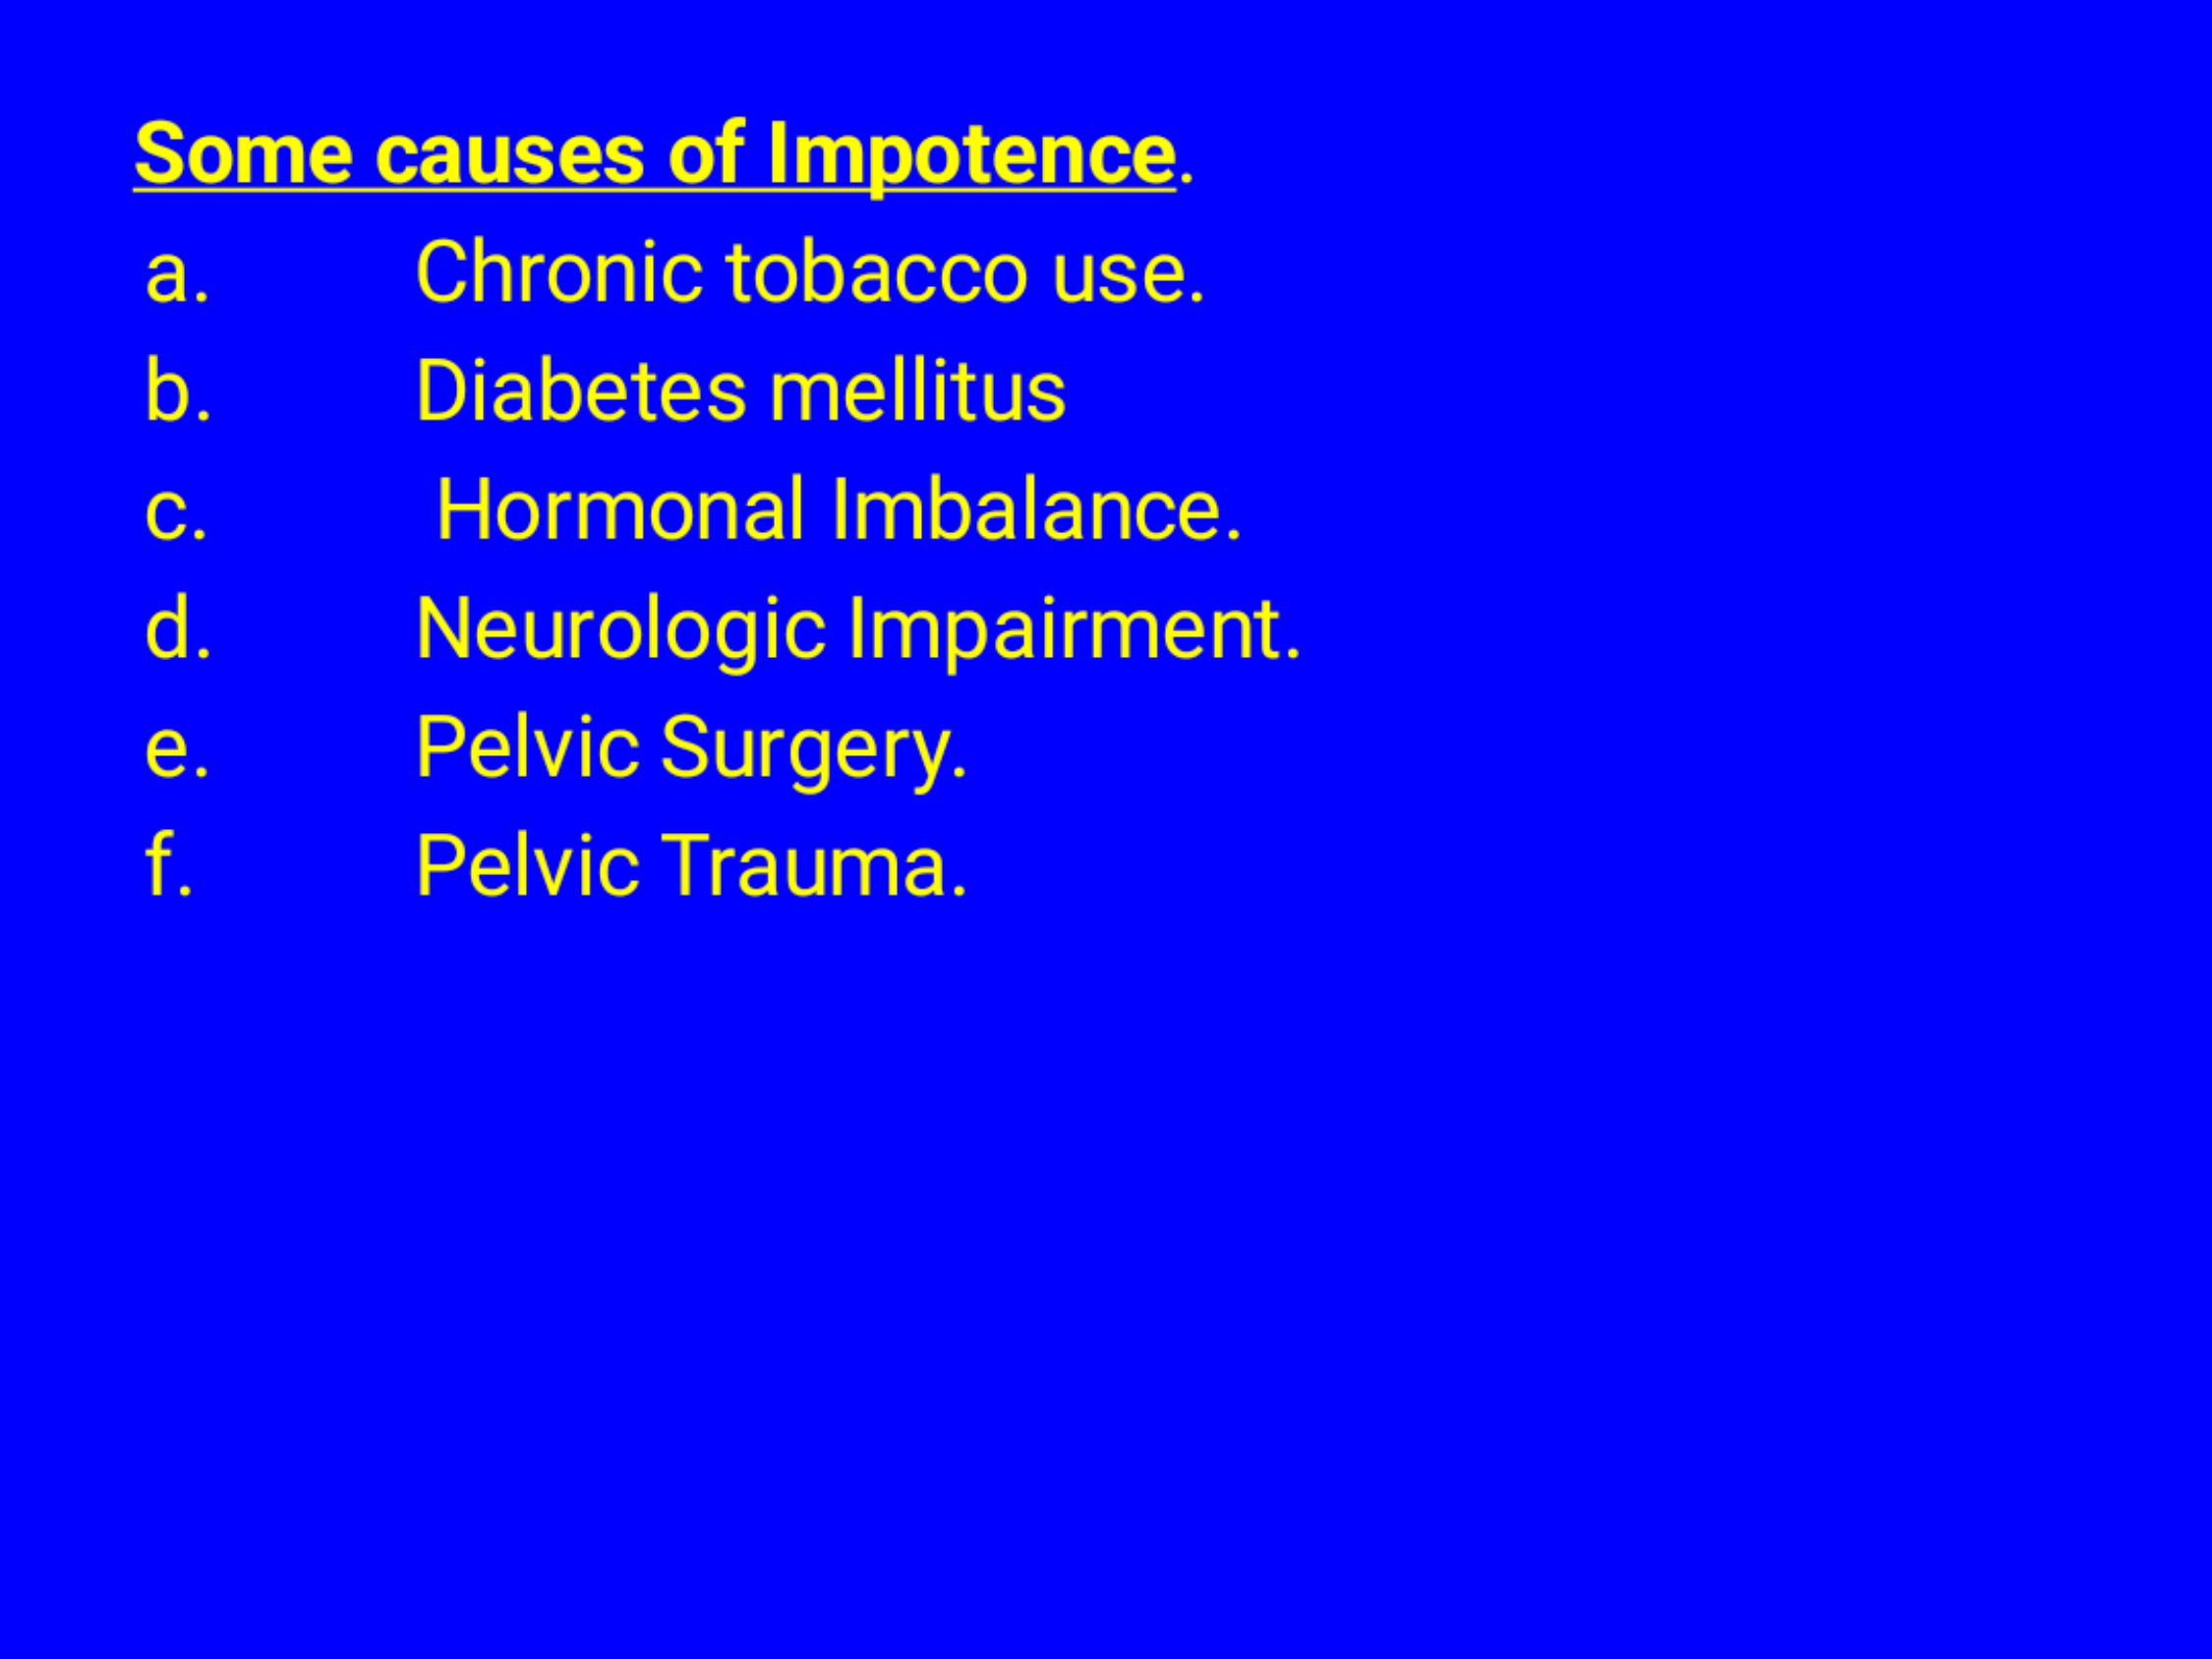 Some causes of Impotence.
a. Chronic tobacco use.
b. Diabetes mellitus
c. Hormonal Imbalance.
d. Neurologic Impairment.
e. Pelvic Surgery.
f. Pelvic Trauma.